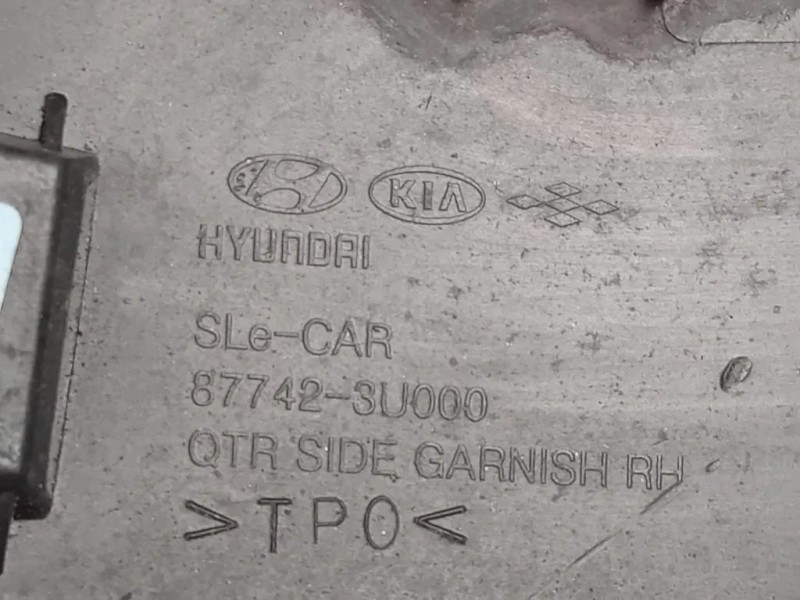 KIA
HYUNDAI
SLe-CAR
87742-3U000
QTR SIDE GARNISH RH
>TPO<